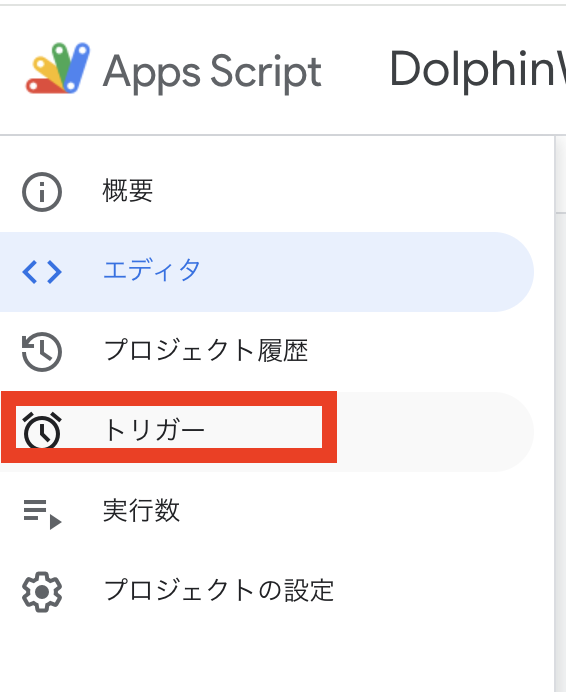 Apps Script
Dolphin
概要
エディタ
プロジェクト履歴
トリガー
実行数
プロジェクトの設定